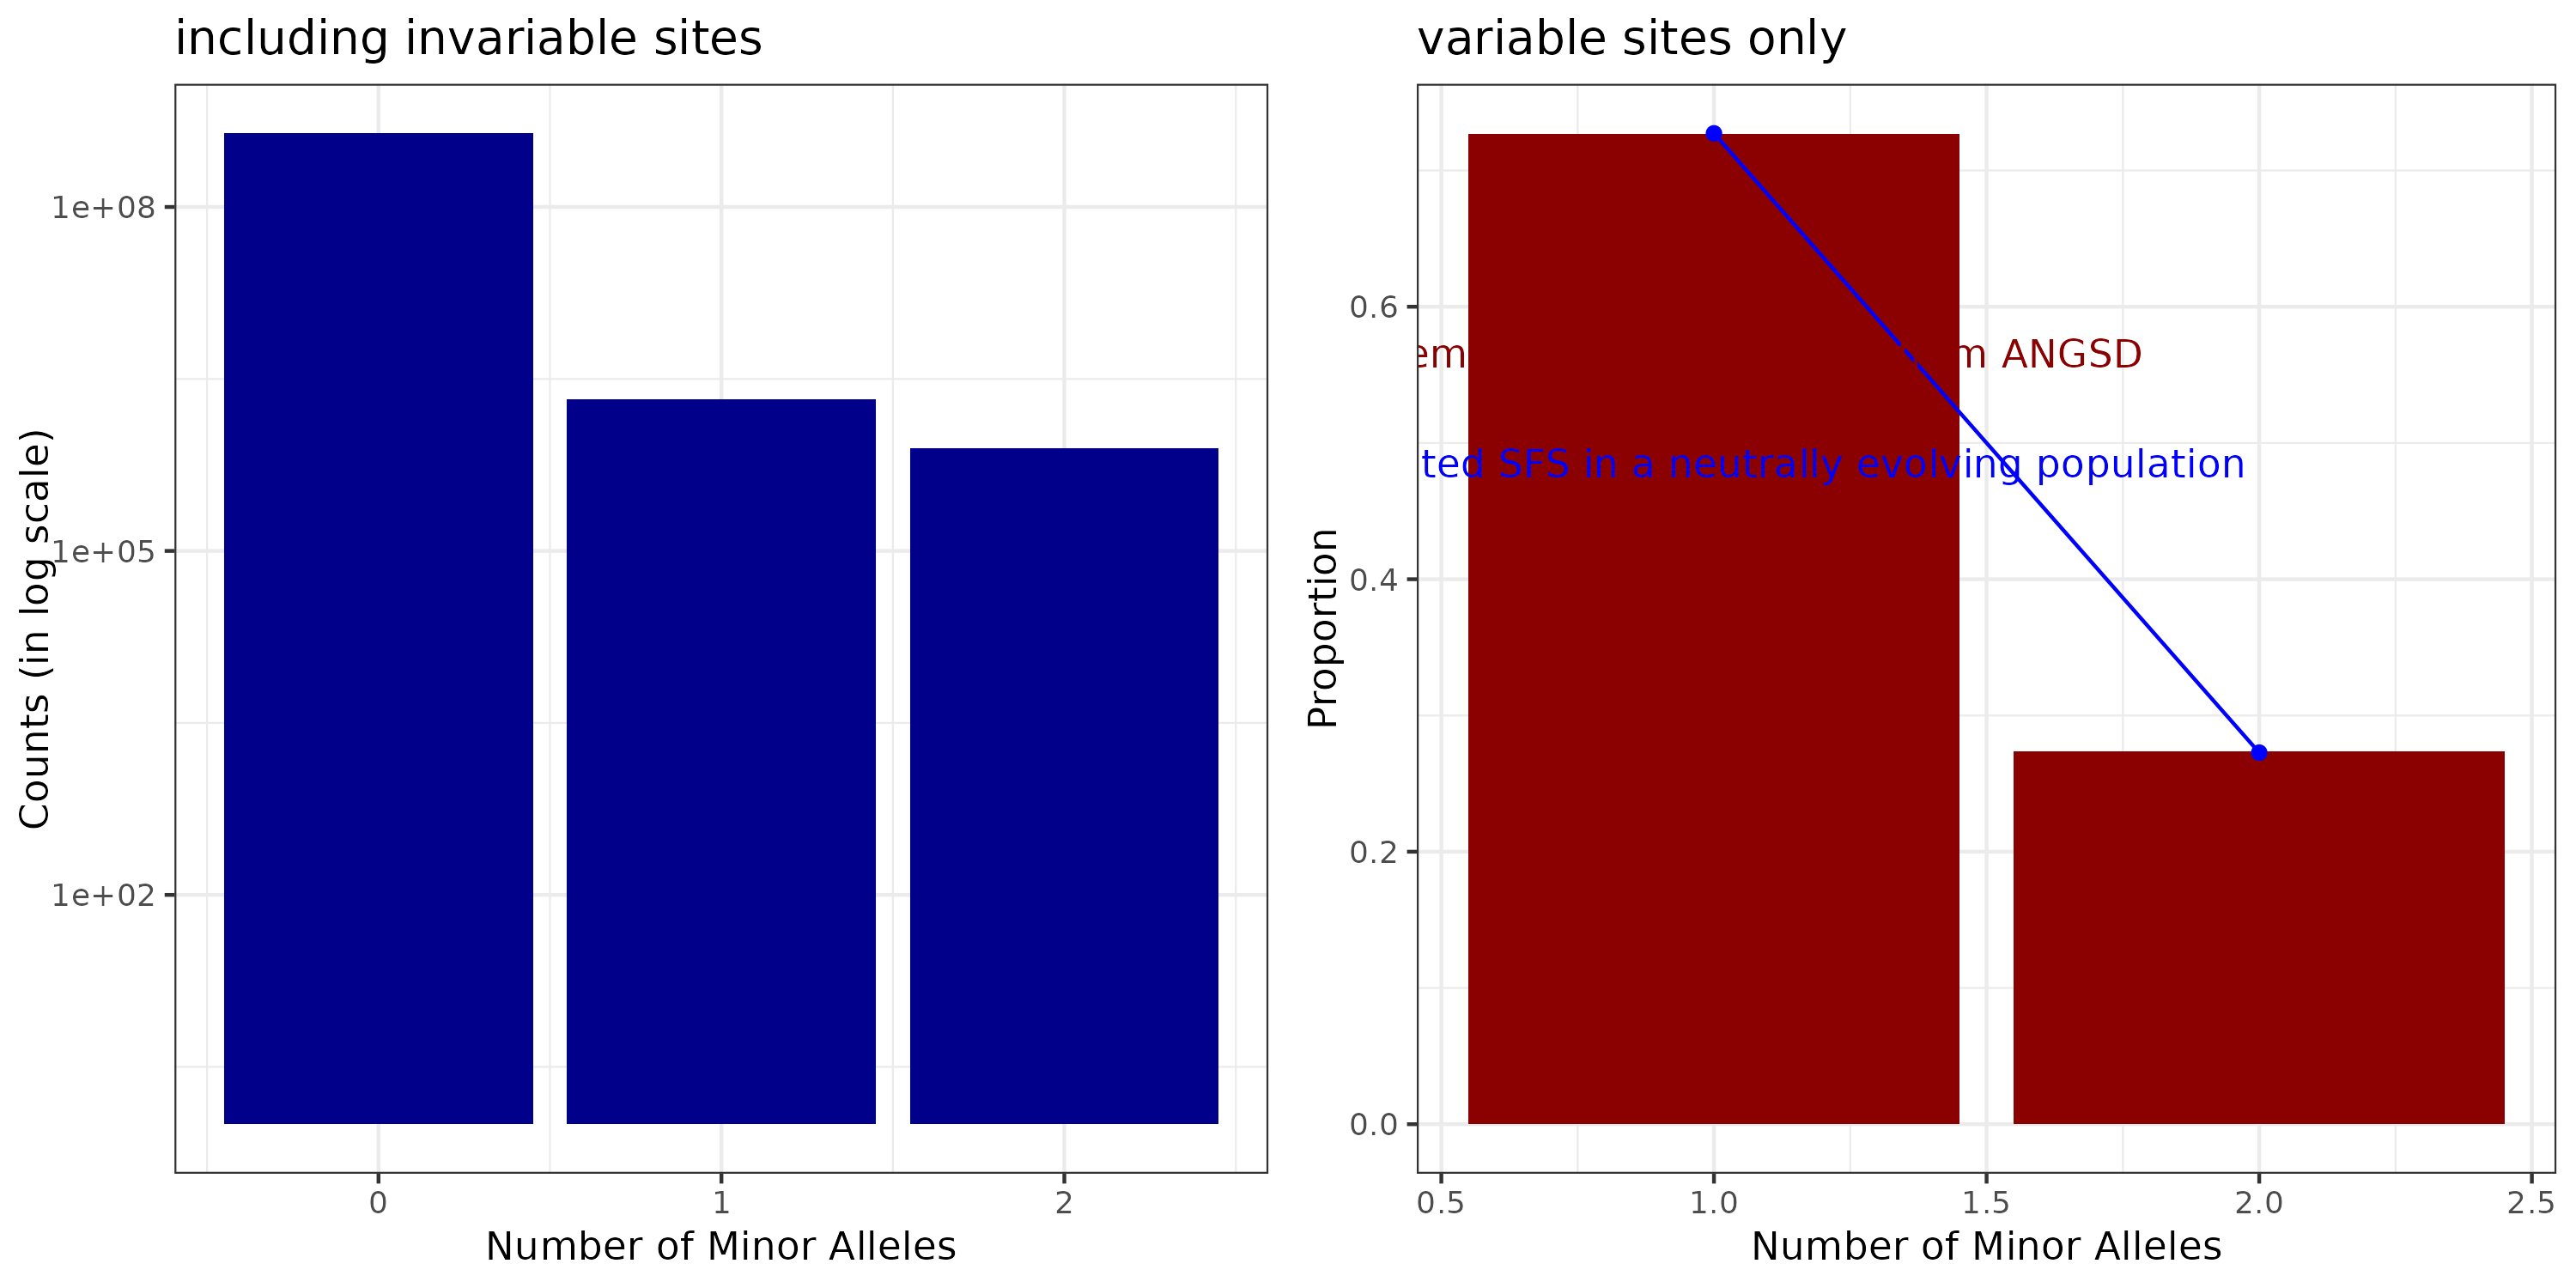 including invariable sites
variable sites only
1e+08
1e+05
1e+02
Counts (in log scale)
0 1 2
Number of Minor Alleles
0.6
0.4
0.2
0.0
Proportion
em m ANGSD
ted SFS in a neutrally evolving population
0.5 1.0 1.5 2.0 2.5
Number of Minor Alleles